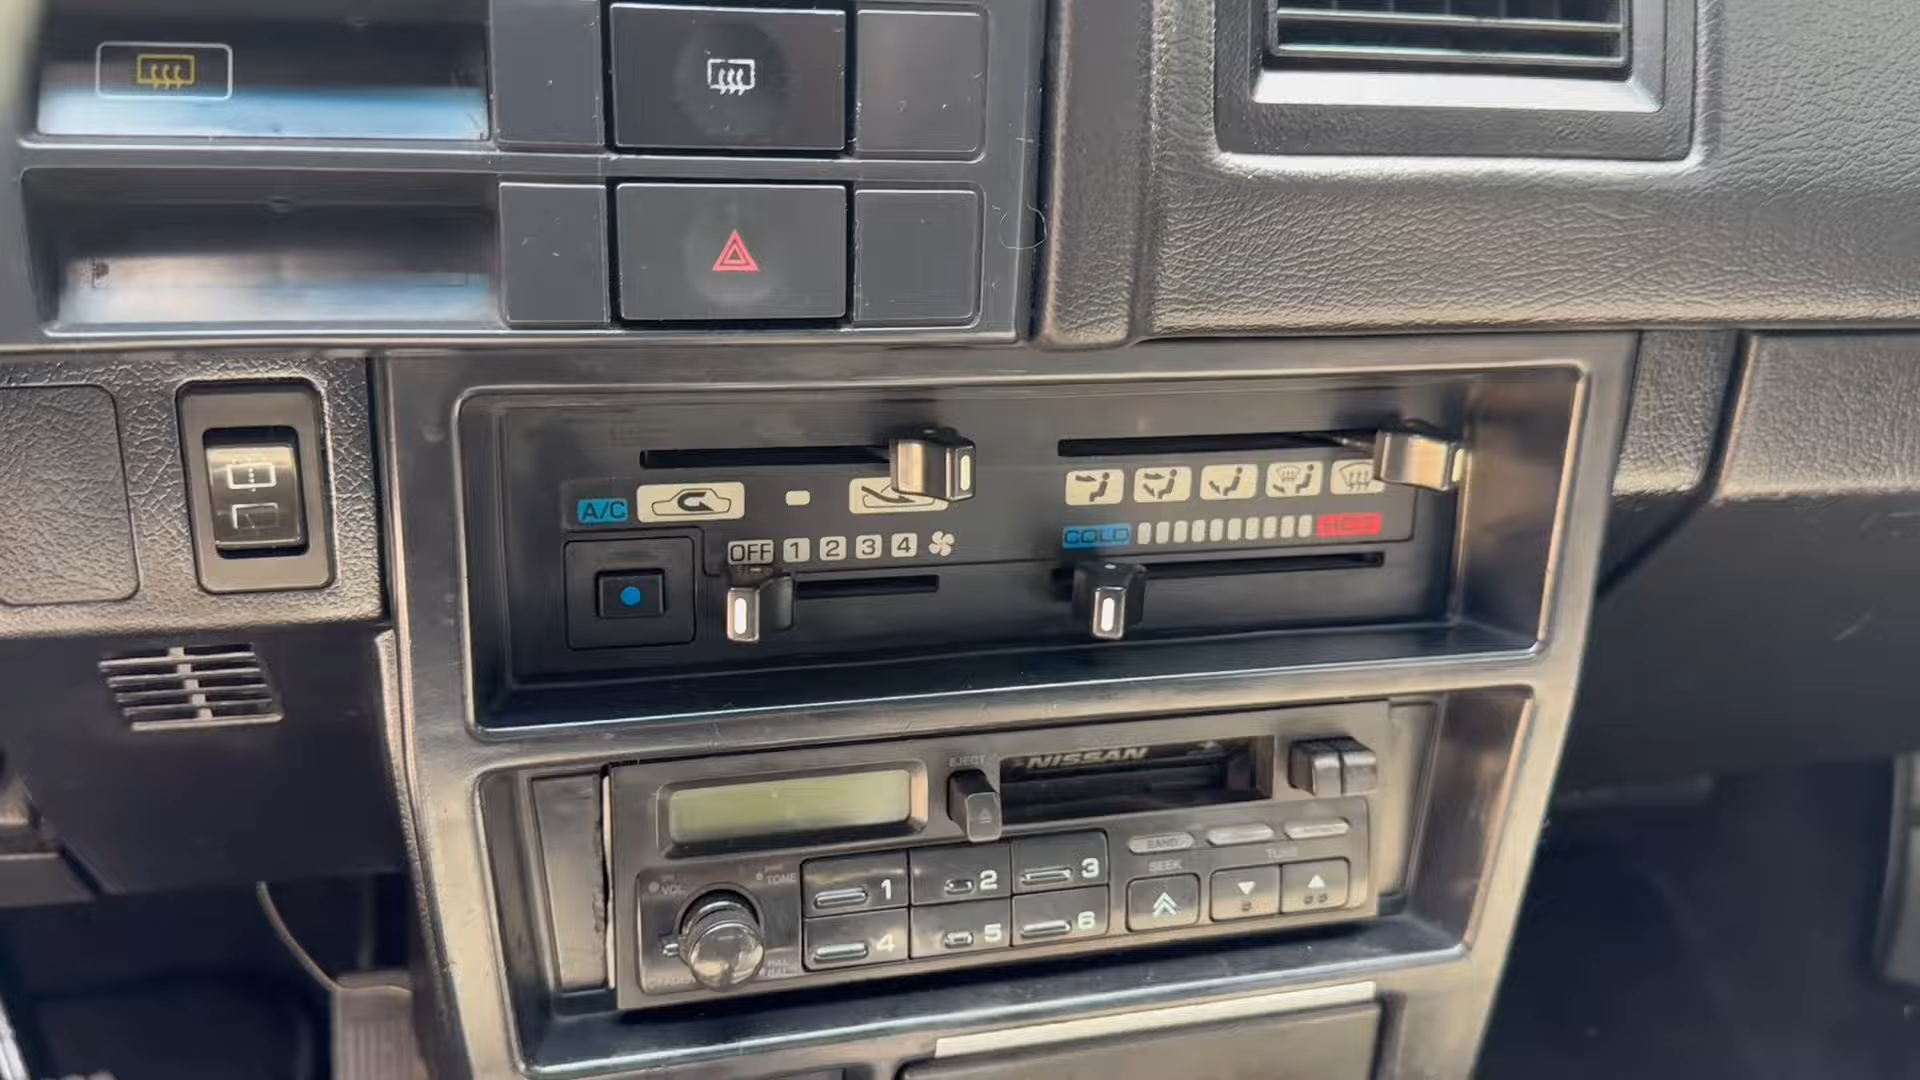 A/C
OFF 1 2 3 4
COLD HOT
EJECT
NISSAN
VOL
TONE
1 2 3
4 5 6
BAND
SEEK
TUNE